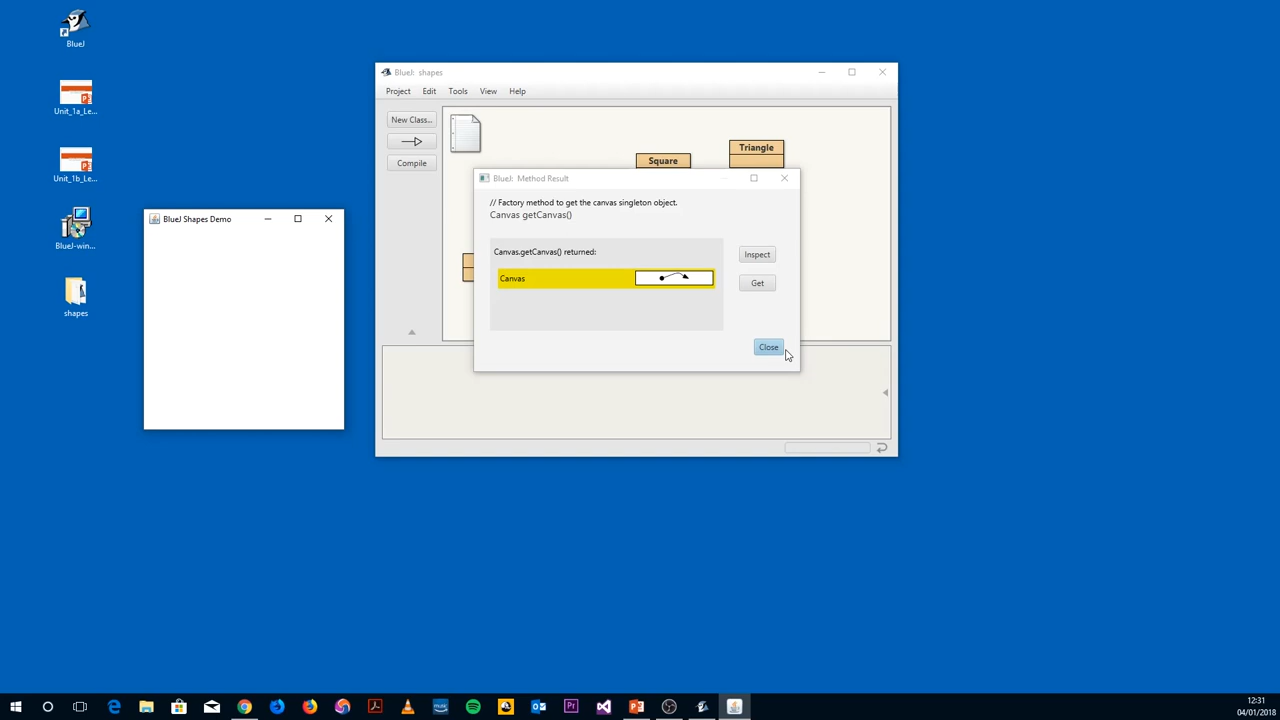 BlueJ
Unit_1a_Le...
Unit_1b_Le...
BlueJ-win...
shapes
BlueJ Shapes Demo
BlueJ: shapes
Project Edit Tools View Help
New Class...
Compile
Square
Triangle
BlueJ: Method Result
// Factory method to get the canvas singleton object.
Canvas getCanvas()
Canvas.getCanvas() returned:
Canvas
Inspect
Get
Close
12:31
04/01/2018